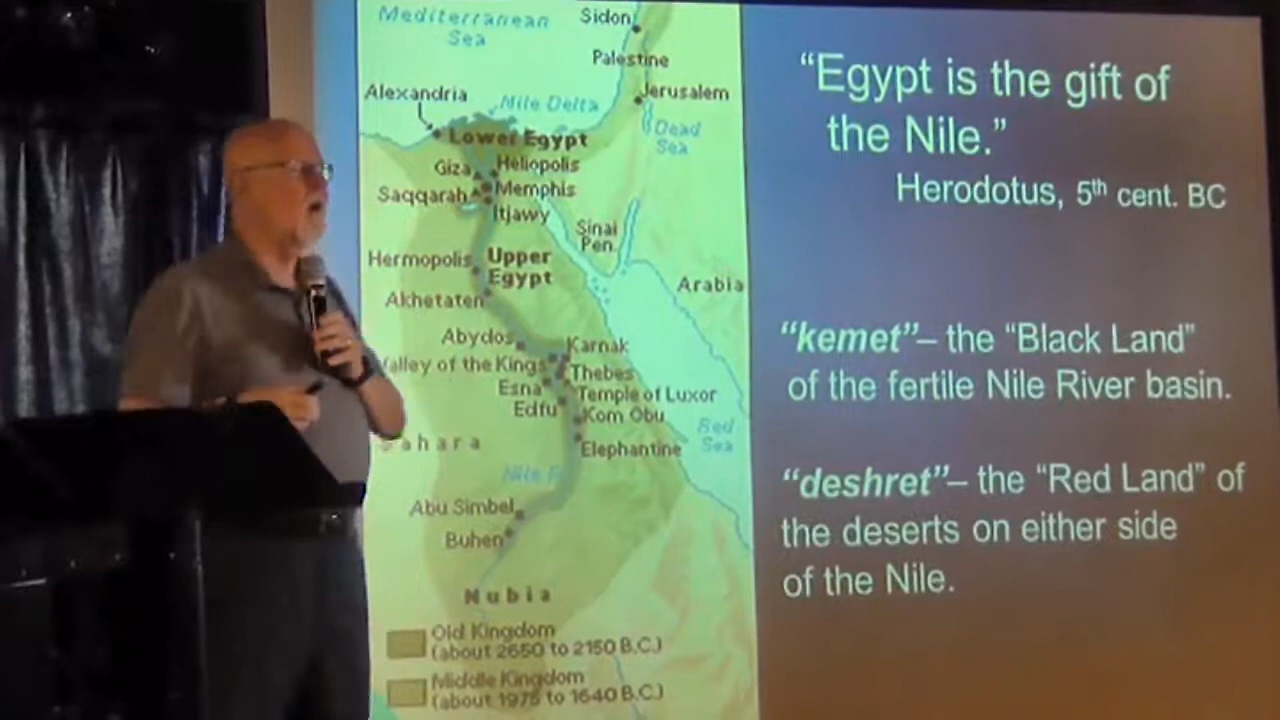 Mediterranean
Sea
Sidon
Palestine
Alexandria
Nile Delta
Jerusalem
Dead
Sea
Lower Egypt
Giza
Heliopolis
Saqqarah
Memphis
Itjawy
Sinai
Pen.
Hermopolis
Upper
Egypt
Arabia
Akhetaten
Abydos
Karnak
Valley of the Kings
Thebes
Esna
Temple of Luxor
Edfu
Kom Obu
Red
Sea
Sahara
Elephantine
Nile R
Abu Simbel
Buhen
Nubia
Old Kingdom
(about 2650 to 2150 B.C.)
Middle Kingdom
(about 1975 to 1640 B.C.)
“Egypt is the gift of
the Nile.”
Herodotus, 5th cent. BC
“kemet”– the “Black Land”
of the fertile Nile River basin.
“deshret”– the “Red Land” of
the deserts on either side
of the Nile.